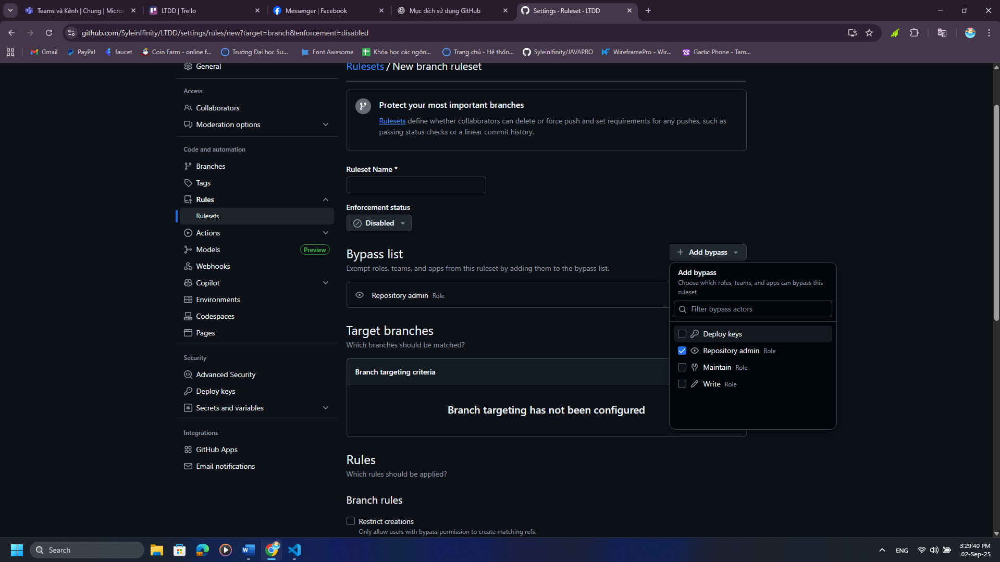 Teams và Kênh | Chung | Micros
LTDD | Trello
Messenger | Facebook
Mục đích sử dụng GitHub
Settings · Ruleset · LTDD
github.com/SyleinIfinity/LTDD/settings/rules/new?target=branch&enforcement=disabled
Gmail
PayPal
faucet
Coin Farm - online f...
Trường Đại học Sư...
Font Awesome
Khóa học các ngôn...
Trang chủ - Hệ thốn...
SyleinIfinity/JAVAPRO
WireframePro - Wir...
Gartic Phone - Tam...
General
Access
Collaborators
Moderation options
Code and automation
Branches
Tags
Rules
Rulesets
Actions
Models
Preview
Webhooks
Copilot
Environments
Codespaces
Pages
Security
Advanced Security
Deploy keys
Secrets and variables
Integrations
GitHub Apps
Email notifications
Rulesets / New branch ruleset
Protect your most important branches
Rulesets define whether collaborators can delete or force push and set requirements for any pushes, such as
passing status checks or a linear commit history.
Ruleset Name *
Enforcement status
Disabled
Bypass list
Exempt roles, teams, and apps from this ruleset by adding them to the bypass list.
Add bypass
Repository admin Role
Add bypass
Choose which roles, teams, and apps can bypass this
ruleset
Filter bypass actors
Deploy keys
Repository admin Role
Maintain Role
Write Role
Target branches
Which branches should be matched?
Branch targeting criteria
Branch targeting has not been configured
Rules
Which rules should be applied?
Branch rules
Restrict creations
Only allow users with bypass permission to create matching refs.
Search
ENG
3:29:40 PM
02-Sep-25